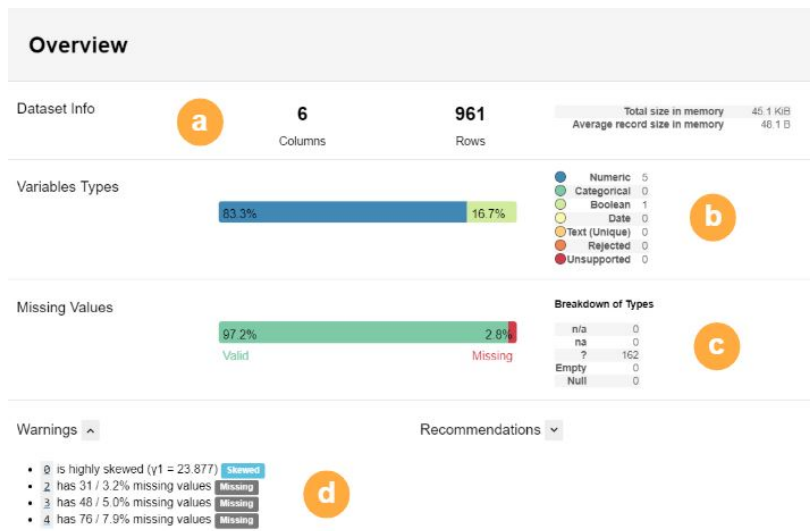 Overview
Dataset Info
a
6
Columns
961
Rows
Total size in memory 45.1 KiB
Average record size in memory 48.1 B
Variables Types
83.3% 16.7%
Numeric 5
Categorical 0
Boolean 1
Date 0
Text (Unique) 0
Rejected 0
Unsupported 0
b
Missing Values
97.2% 2.8%
Valid Missing
Breakdown of Types
n/a 0
na 0
? 162
Empty 0
Null 0
c
Warnings
Recommendations
0 is highly skewed (γ1 = 23.877) Skewed
2 has 31 / 3.2% missing values Missing
3 has 48 / 5.0% missing values Missing
4 has 76 / 7.9% missing values Missing
d